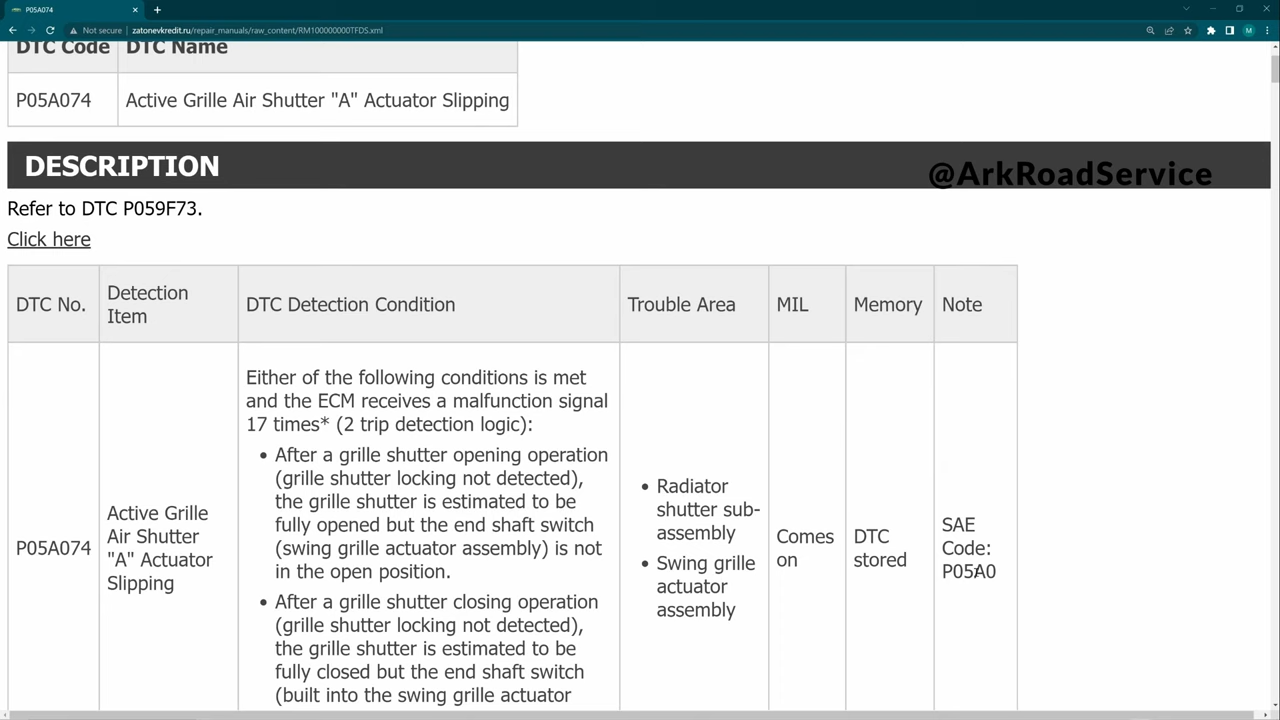 P05A074
Not secure
zatonevkredit.ru/repair_manuals/raw_content/RM100000000TFDS.xml
M
DTC Code DTC Name
P05A074 Active Grille Air Shutter "A" Actuator Slipping
DESCRIPTION
@ArkRoadService
Refer to DTC P059F73.
Click here
DTC No.
Detection
Item
DTC Detection Condition
Trouble Area
MIL
Memory
Note
P05A074
Active Grille
Air Shutter
"A" Actuator
Slipping
Either of the following conditions is met
and the ECM receives a malfunction signal
17 times* (2 trip detection logic):
• After a grille shutter opening operation
(grille shutter locking not detected),
the grille shutter is estimated to be
fully opened but the end shaft switch
(swing grille actuator assembly) is not
in the open position.
• After a grille shutter closing operation
(grille shutter locking not detected),
the grille shutter is estimated to be
fully closed but the end shaft switch
(built into the swing grille actuator
• Radiator
shutter sub-
assembly
• Swing grille
actuator
assembly
Comes
on
DTC
stored
SAE
Code:
P05A0